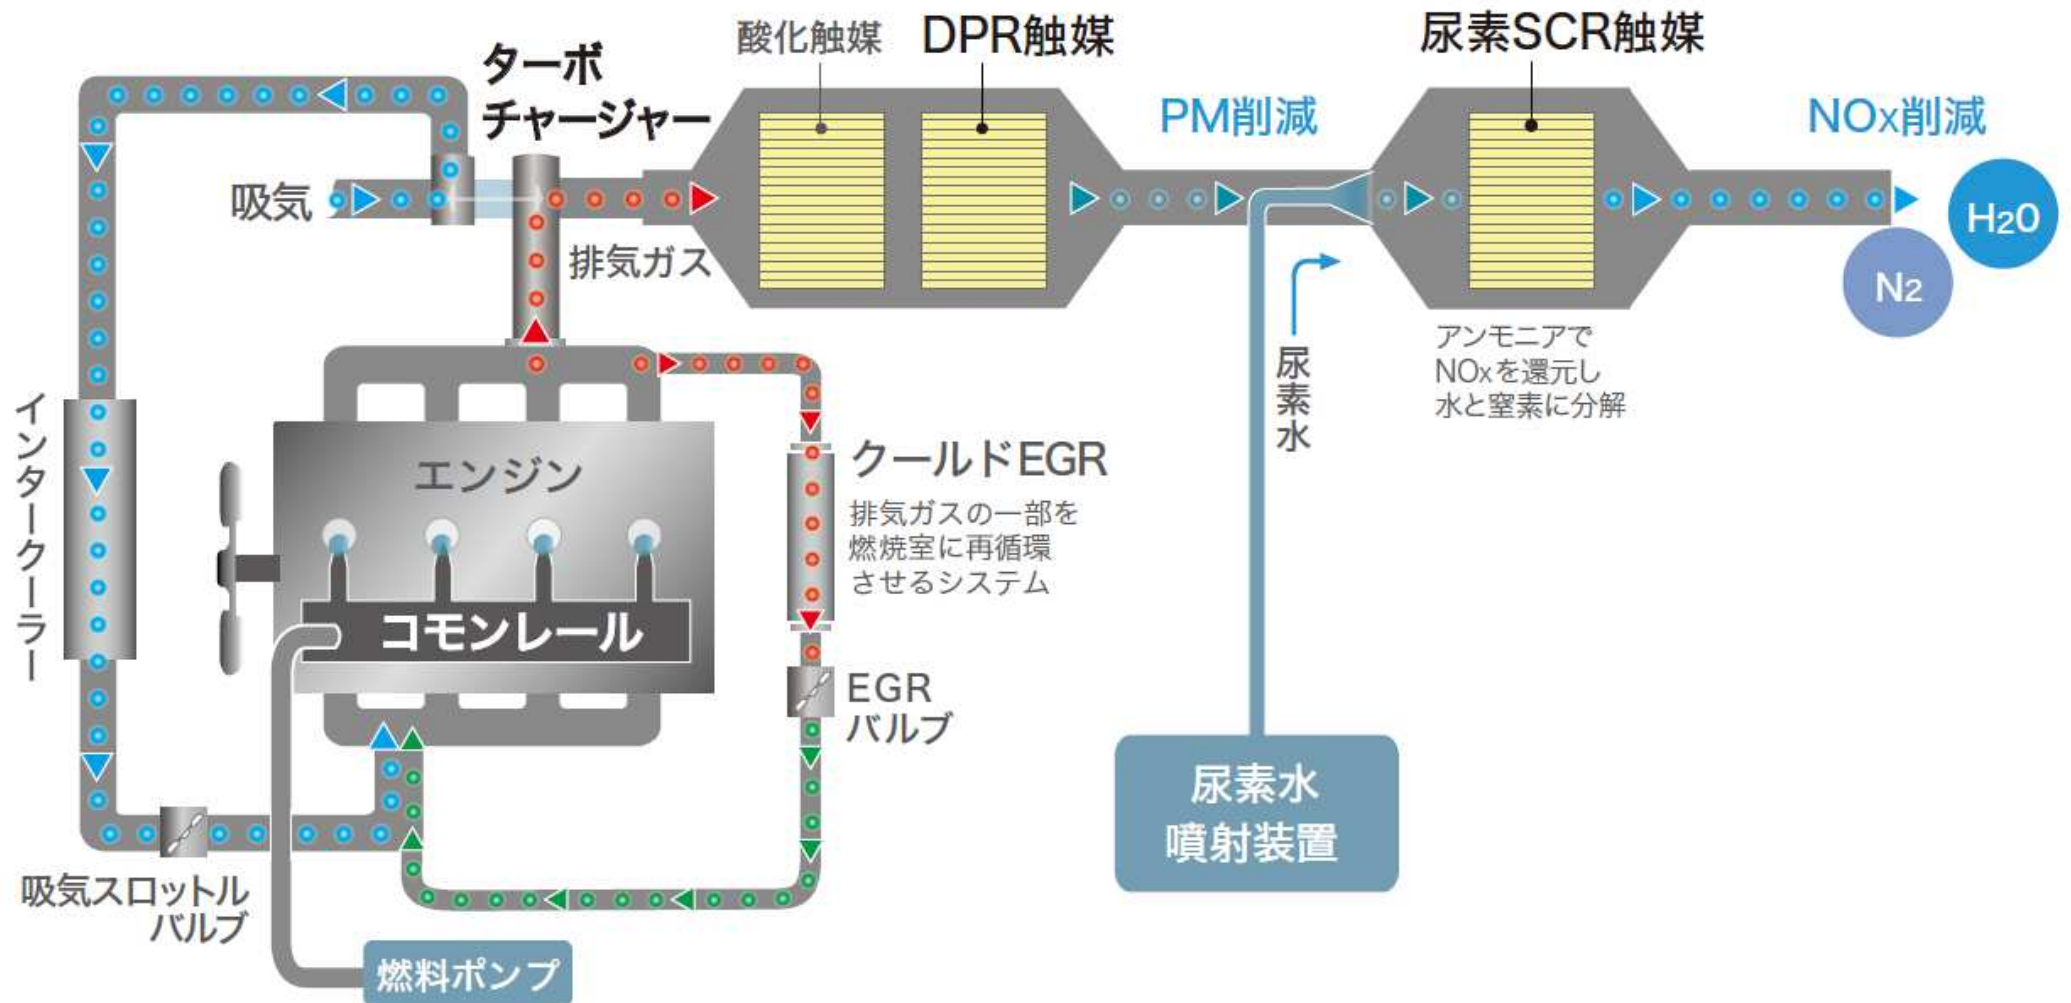 酸化触媒
DPR触媒
尿素SCR触媒
ターボ
チャージャー
PM削減
NOx削減
吸気
排気ガス
H2O
N2
アンモニアで
NOxを還元し
水と窒素に分解
尿素水
インタークーラー
エンジン
クールドEGR
排気ガスの一部を
燃焼室に再循環
させるシステム
コモンレール
EGR
バルブ
尿素水
噴射装置
吸気スロットル
バルブ
燃料ポンプ